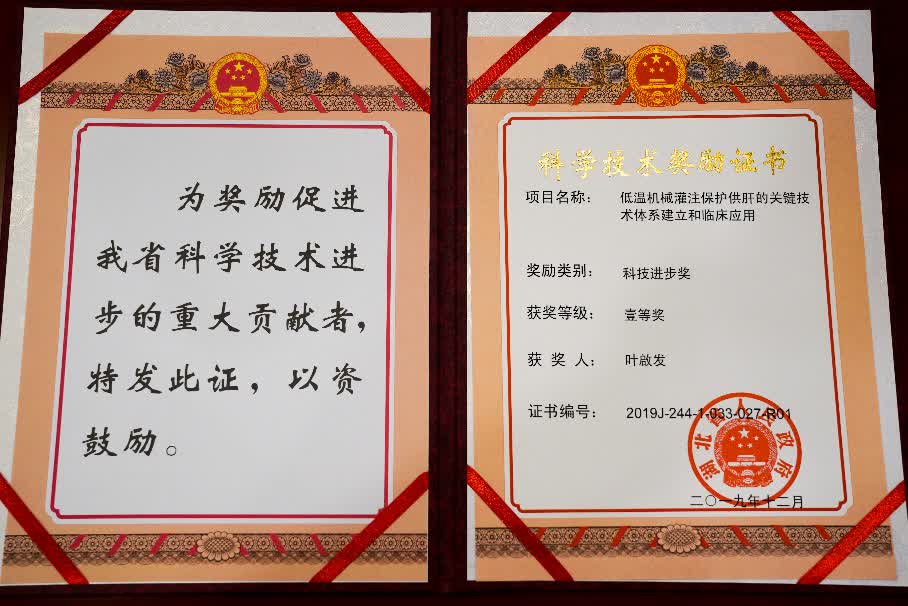 为奖励促进
我省科学技术进
步的重大贡献者，
特发此证，以资
鼓励。
科学技术奖励证书
项目名称： 低温机械灌注保护供肝的关键技
术体系建立和临床应用
奖励类别： 科技进步奖
获奖等级： 壹等奖
获 奖 人： 叶啟发
证书编号： 2019J-244-1-033-027-R01
湖北省人民政府
二〇一九年十二月